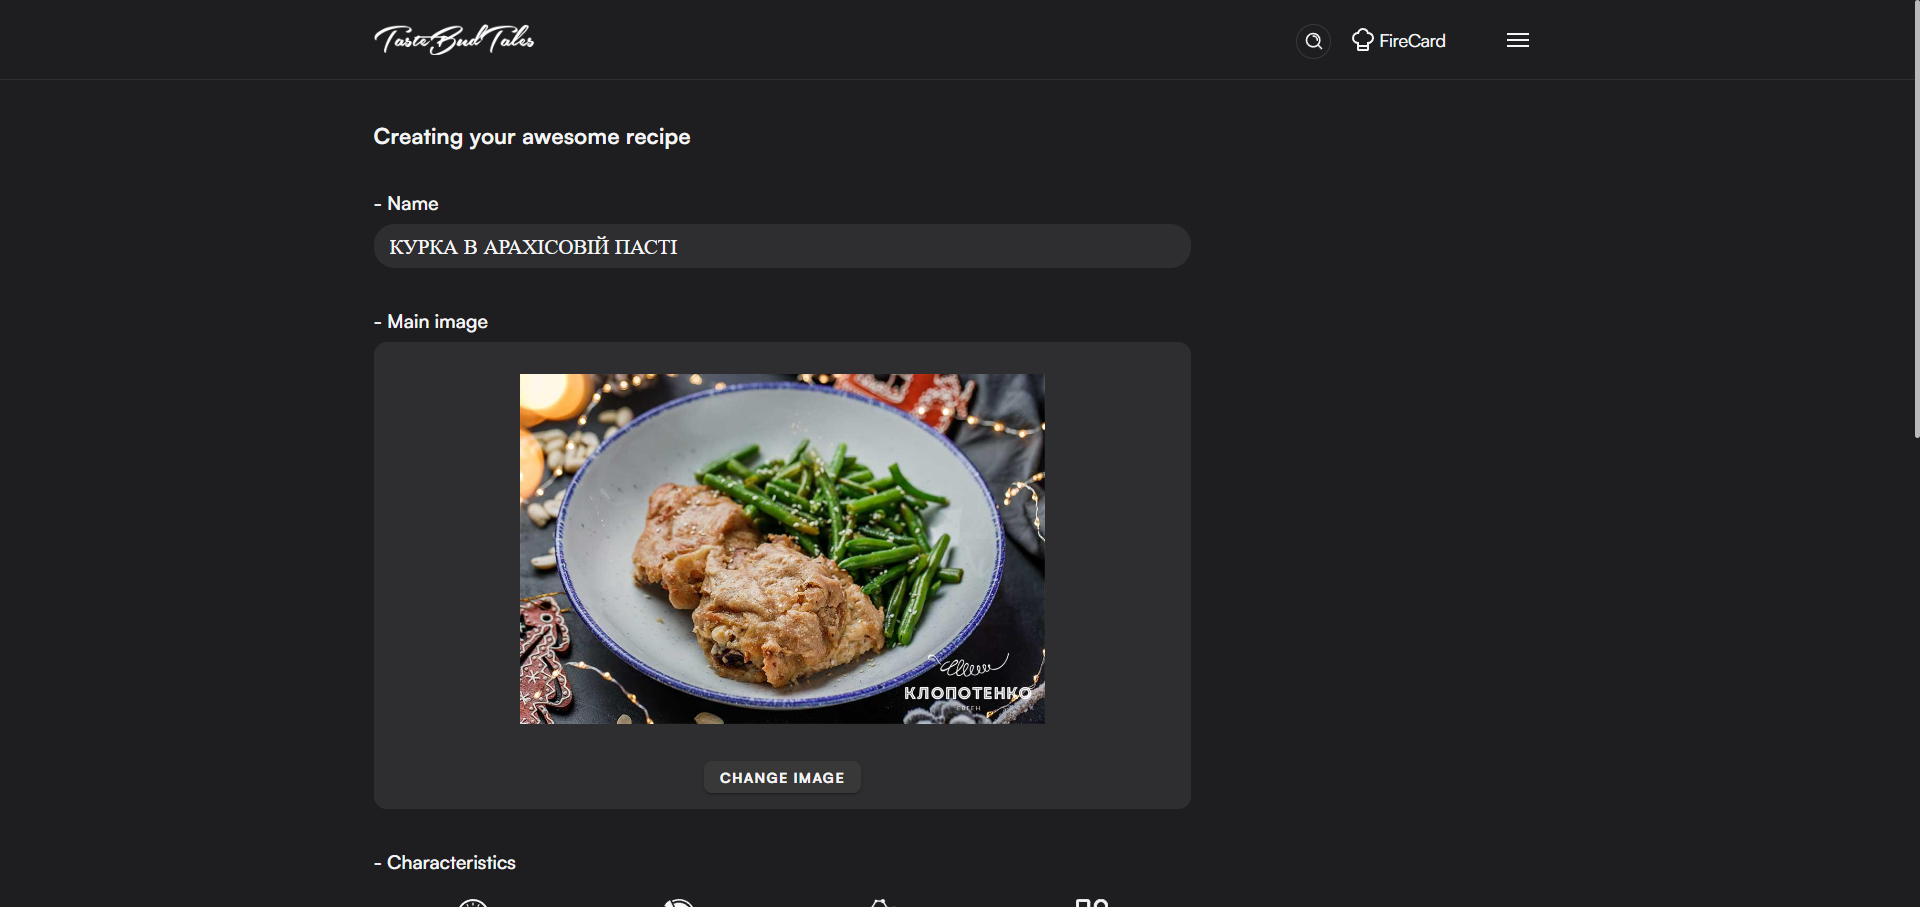 TasteBudTales
FireCard
Creating your awesome recipe
- Name
КУРКА В АРАХІСОВІЙ ПАСТІ
- Main image
КЛОПОТЕНКО
CHANGE IMAGE
- Characteristics